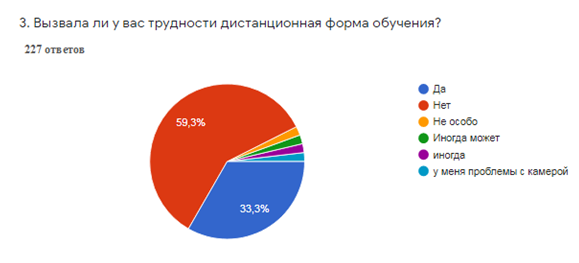 3. Вызвала ли у вас трудности дистанционная форма обучения?
227 ответов
59,3%
33,3%
Да
Нет
Не особо
Иногда может
иногда
у меня проблемы с камерой